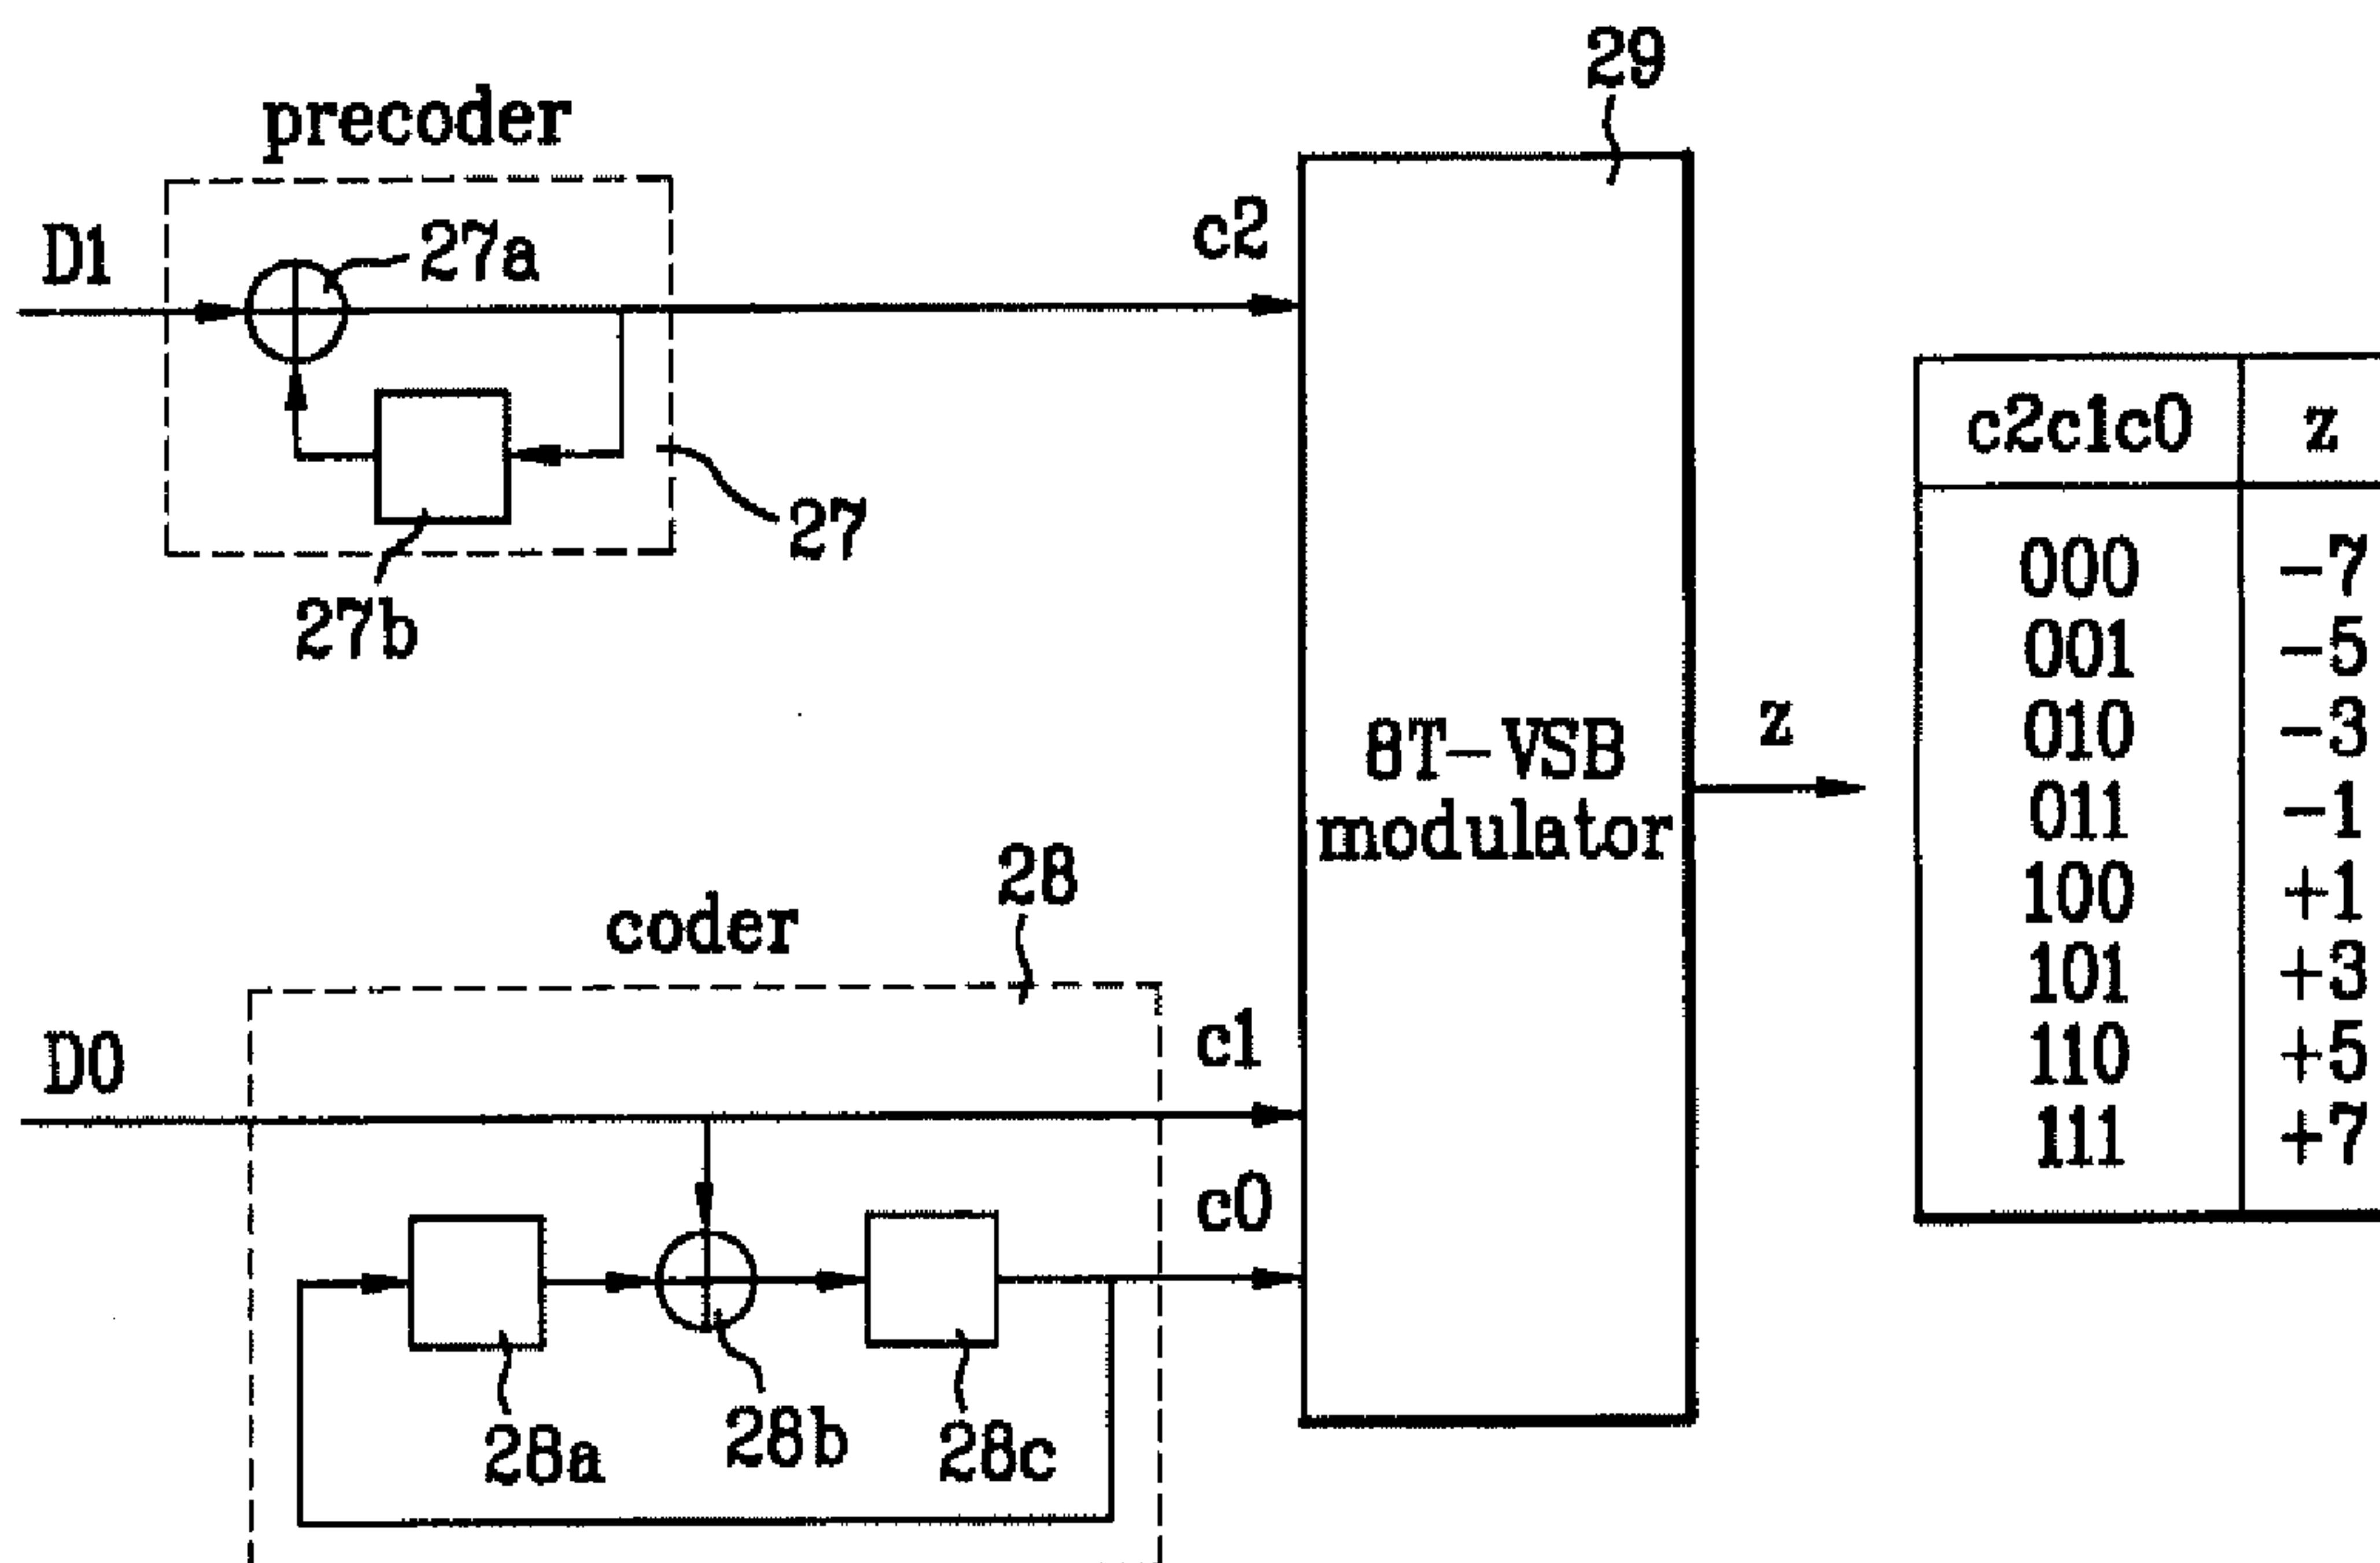 29
precoder
D1
27a
c2
27
27b
8T-VSB
modulator
z
28
coder
D0
c1
c0
28a
28b
28c
c2c1c0 z
000 -7
001 -5
010 -3
011 -1
100 +1
101 +3
110 +5
111 +7